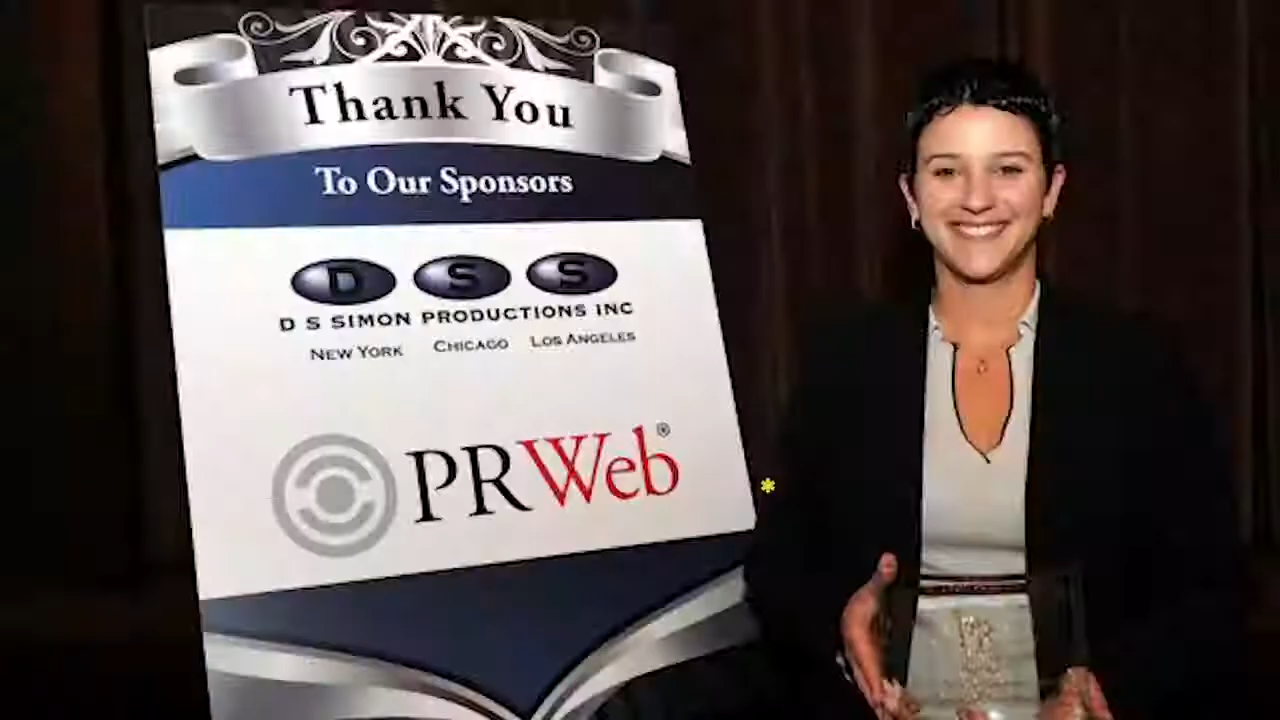 Thank You
To Our Sponsors
D S S
D S SIMON PRODUCTIONS INC
NEW YORK CHICAGO LOS ANGELES
PRWeb®